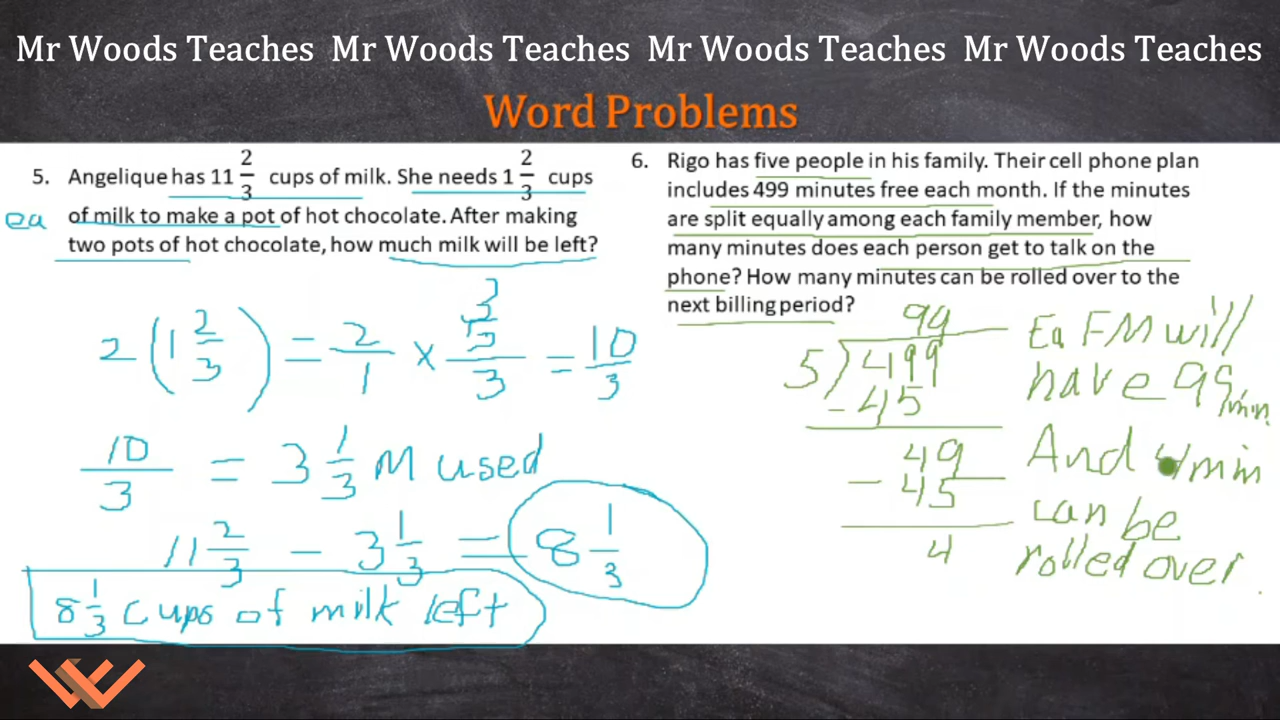 Mr Woods Teaches Mr Woods Teaches Mr Woods Teaches Mr Woods Teaches
Word Problems
5. Angelique has 11 2/3 cups of milk. She needs 1 2/3 cups
ea of milk to make a pot of hot chocolate. After making
two pots of hot chocolate, how much milk will be left?
2 (1 2/3) = 2/1 × /3 = 10/3
10/3 = 3 1/3 M used
11 2/3 - 3 1/3 = 8 1/3
8 1/3 cups of milk left
6. Rigo has five people in his family. Their cell phone plan
includes 499 minutes free each month. If the minutes
are split equally among each family member, how
many minutes does each person get to talk on the
phone? How many minutes can be rolled over to the
next billing period?
99
5)499
-45
49
-45
4
Ea FM will
have 99 min
And 4 min
can be
rolled over